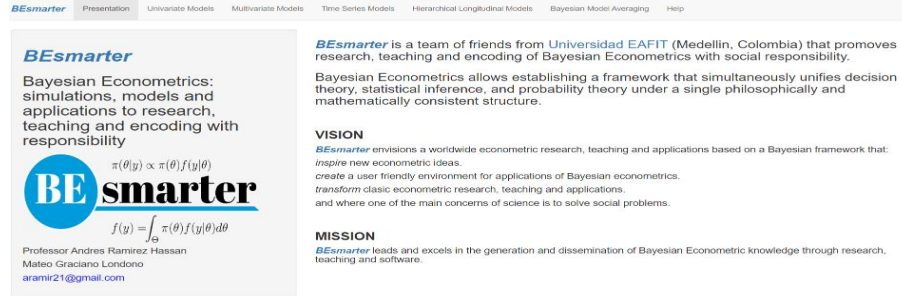 BEsmarter Presentation Univariate Models Multivariate Models Time Series Models Hierarchical Longitudinal Models Bayesian Model Averaging Help
BEsmarter
Bayesian Econometrics:
simulations, models and
applications to research,
teaching and encoding with
responsibility
π(θ|y) ∝ π(θ)f(y|θ)
BE smarter
f(y) = ∫_Θ π(θ)f(y|θ)dθ
Professor Andres Ramirez Hassan
Mateo Graciano Londono
aramir21@gmail.com
BEsmarter is a team of friends from Universidad EAFIT (Medellin, Colombia) that promoves
research, teaching and encoding of Bayesian Econometrics with social responsibility.
Bayesian Econometrics allows establishing a framework that simultaneously unifies decision
theory, statistical inference, and probability theory under a single philosophically and
mathematically consistent structure.
VISION
BEsmarter envisions a worldwide econometric research, teaching and applications based on a Bayesian framework that:
inspire new econometric ideas.
create a user friendly environment for applications of Bayesian econometrics.
transform clasic econometric research, teaching and applications.
and where one of the main concerns of science is to solve social problems.
MISSION
BEsmarter leads and excels in the generation and dissemination of Bayesian Econometric knowledge through research,
teaching and software.